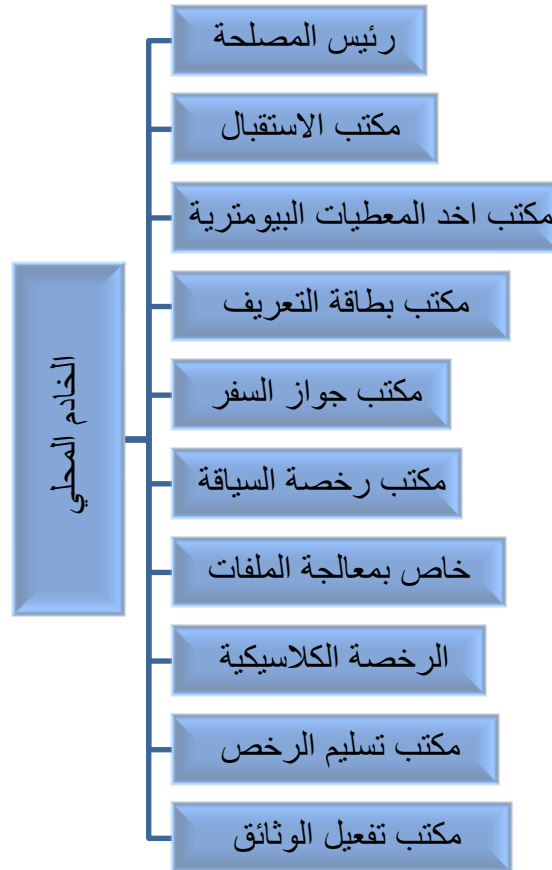 رئيس المصلحة
مكتب الاستقبال
مكتب اخد المعطيات البيومترية
مكتب بطاقة التعريف
مكتب جواز السفر
مكتب رخصة السياقة
خاص بمعالجة الملفات
الرخصة الكلاسيكية
مكتب تسليم الرخص
مكتب تفعيل الوثائق
الخادم المحلي